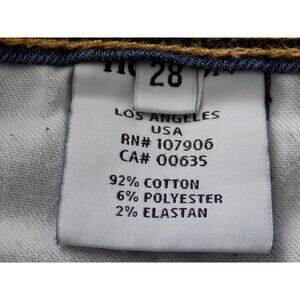 28
LOS ANGELES
USA
RN# 107906
CA# 00635
92% COTTON
6% POLYESTER
2% ELASTAN